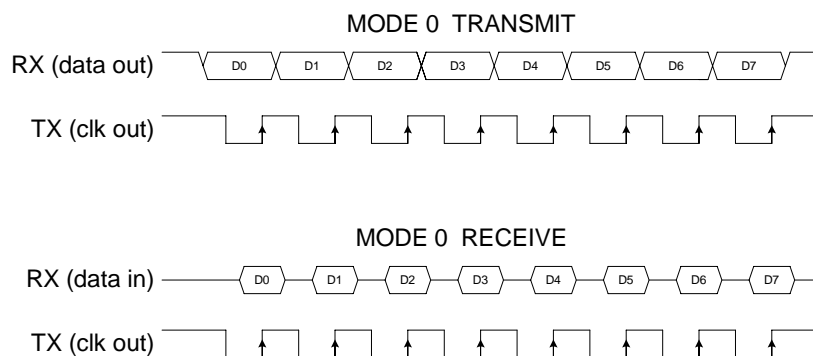 MODE 0 TRANSMIT
RX (data out) D0 D1 D2 D3 D4 D5 D6 D7
TX (clk out)
MODE 0 RECEIVE
RX (data in) D0 D1 D2 D3 D4 D5 D6 D7
TX (clk out)